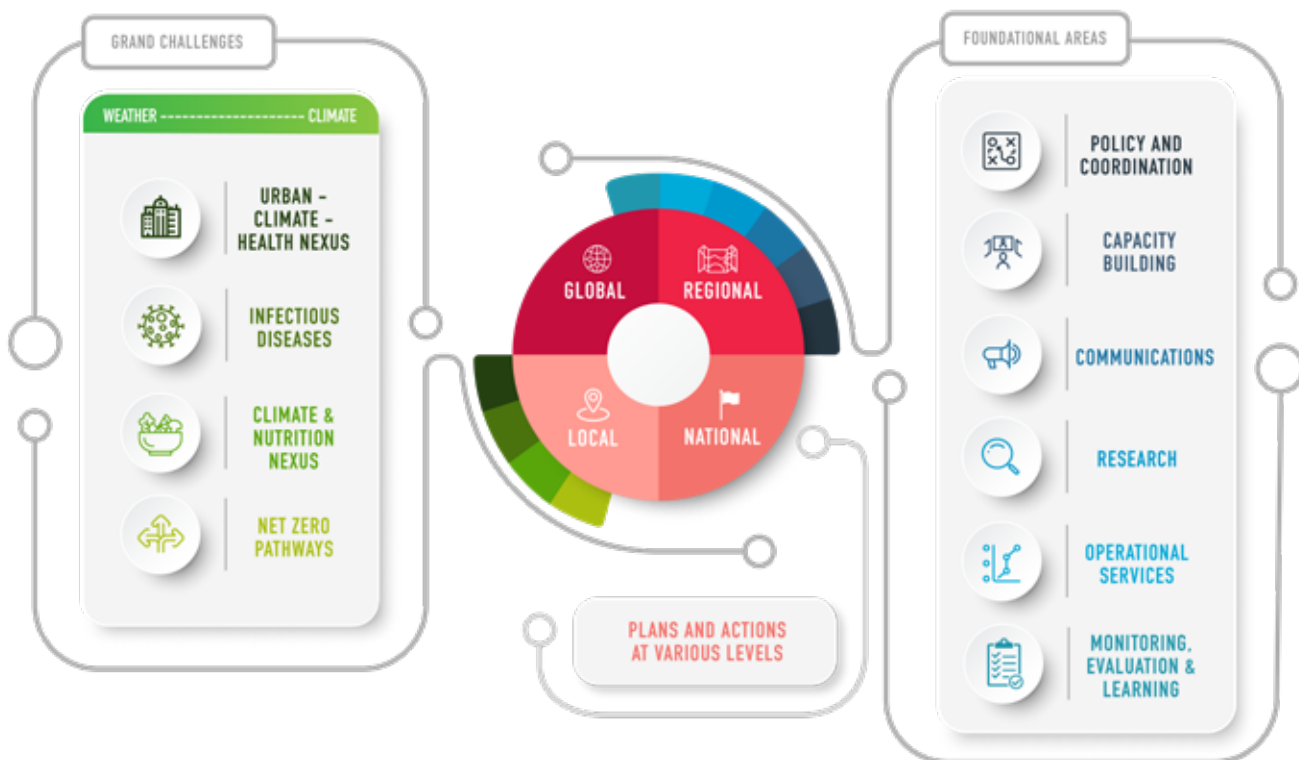 GRAND CHALLENGES
WEATHER -------------------- CLIMATE
URBAN –
CLIMATE –
HEALTH NEXUS
INFECTIOUS
DISEASES
CLIMATE &
NUTRITION
NEXUS
NET ZERO
PATHWAYS
GLOBAL
REGIONAL
LOCAL
NATIONAL
PLANS AND ACTIONS
AT VARIOUS LEVELS
FOUNDATIONAL AREAS
POLICY AND
COORDINATION
CAPACITY
BUILDING
COMMUNICATIONS
RESEARCH
OPERATIONAL
SERVICES
MONITORING,
EVALUATION &
LEARNING